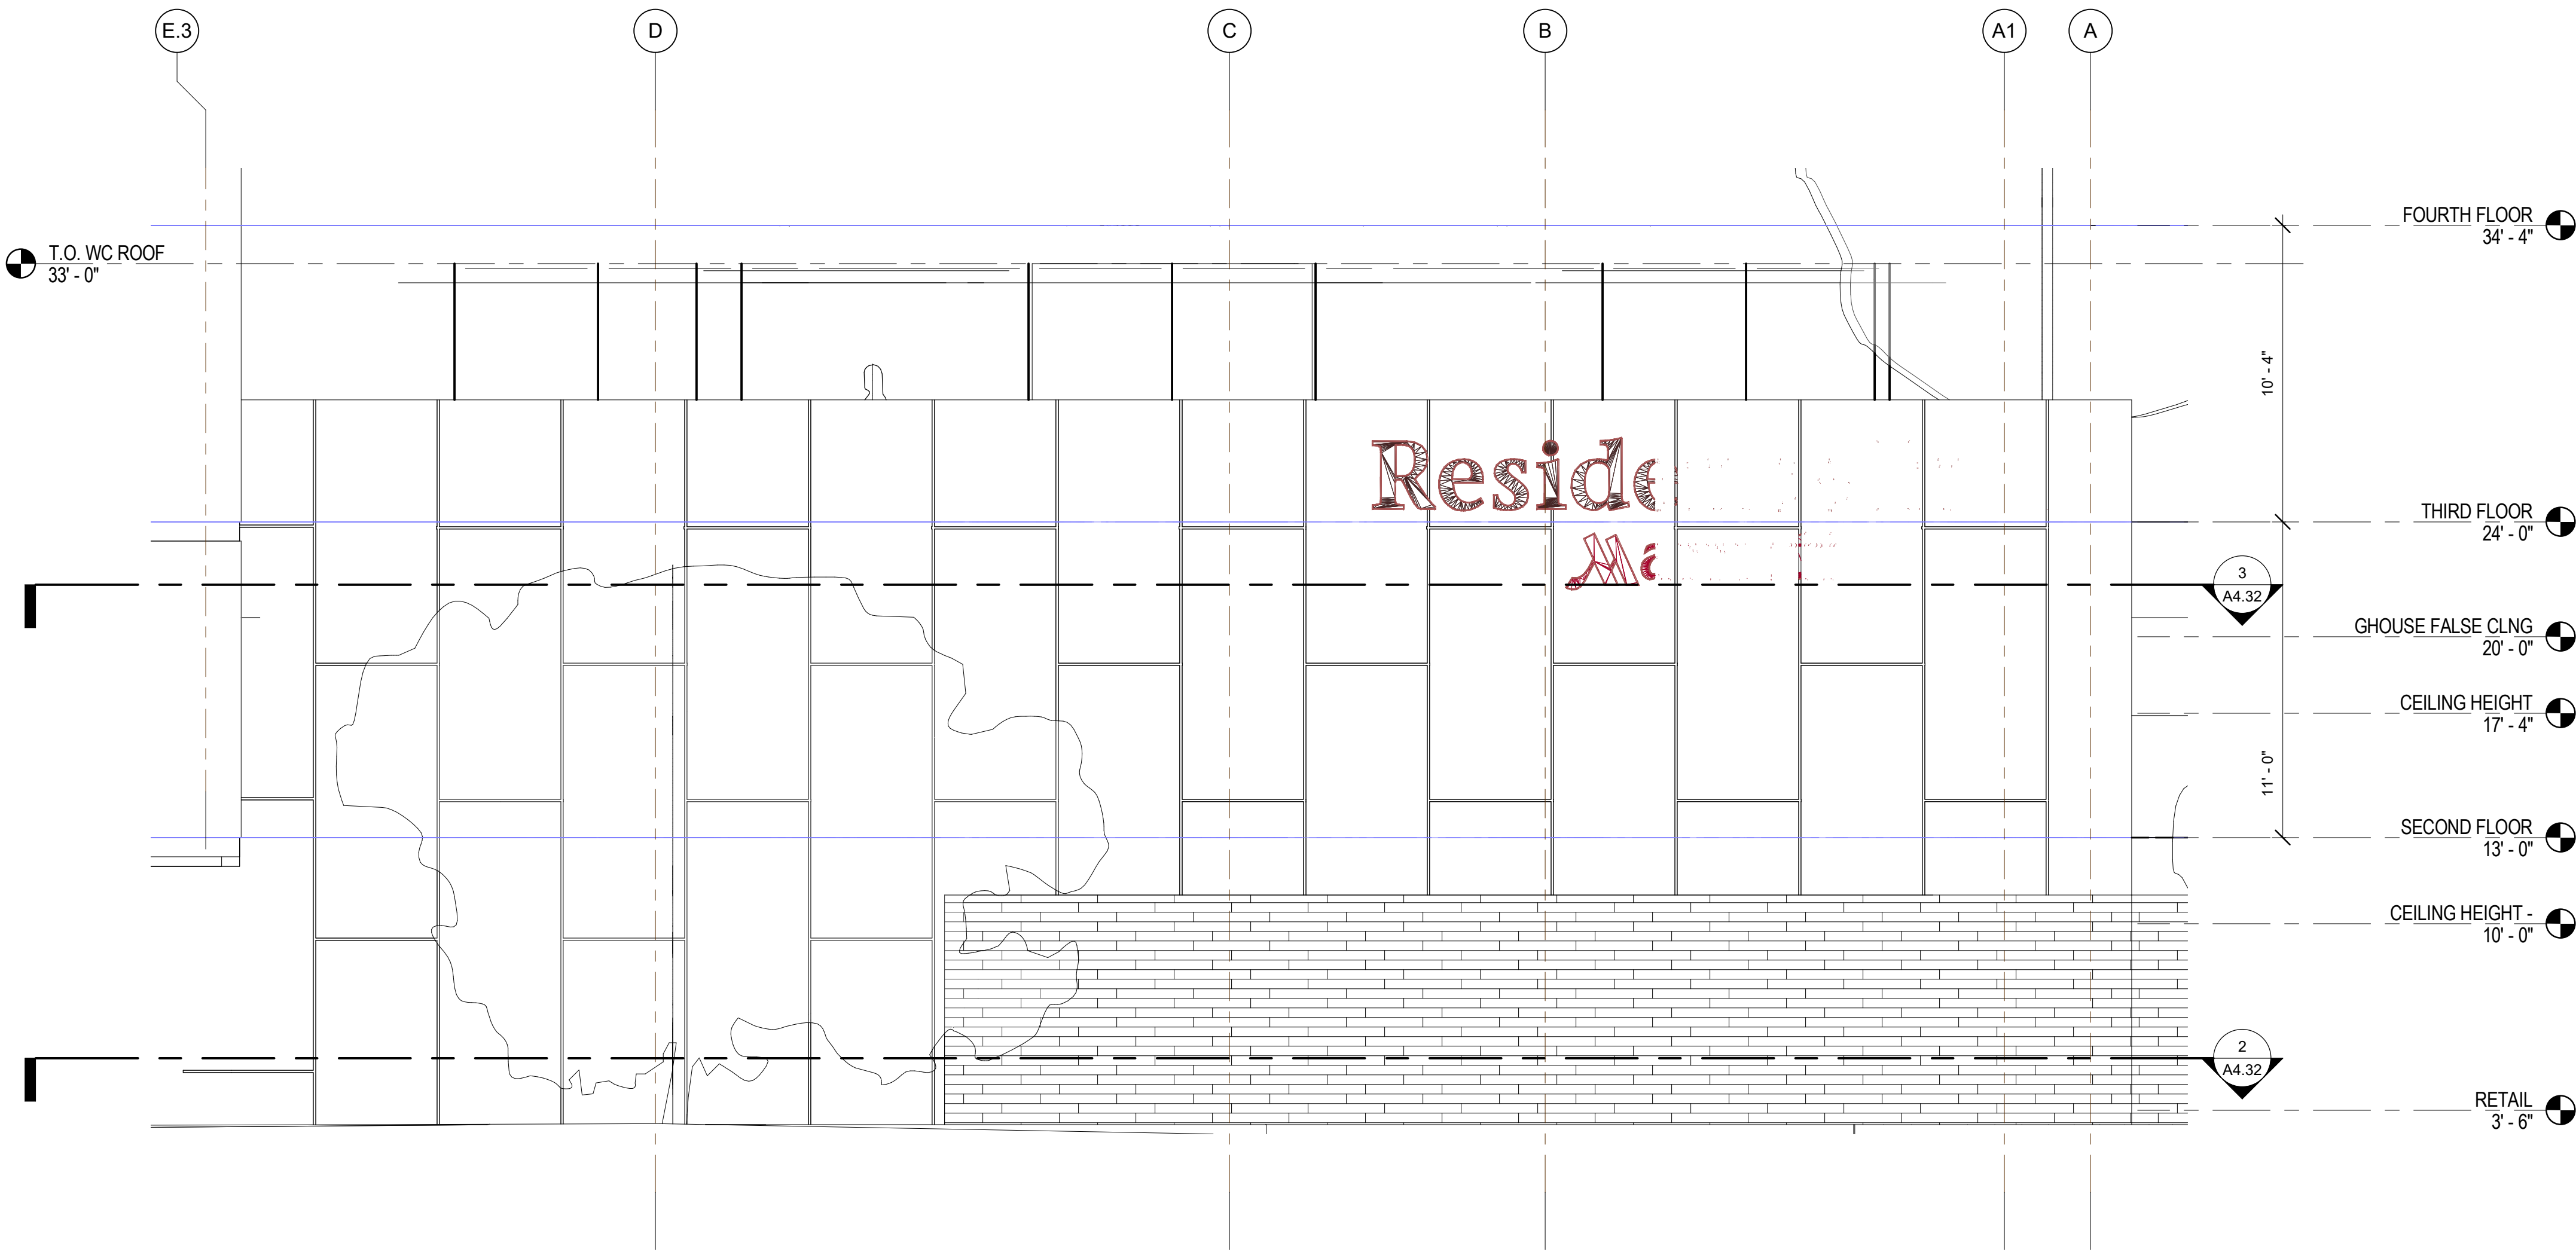 E.3
D
C
B
A1
A
T.O. WC ROOF
33' - 0"
FOURTH FLOOR
34' - 4"
10' - 4"
Reside
THIRD FLOOR
24' - 0"
3
A4.32
GHOUSE FALSE CLNG
20' - 0"
CEILING HEIGHT
17' - 4"
11' - 0"
SECOND FLOOR
13' - 0"
CEILING HEIGHT -
10' - 0"
2
A4.32
RETAIL
3' - 6"